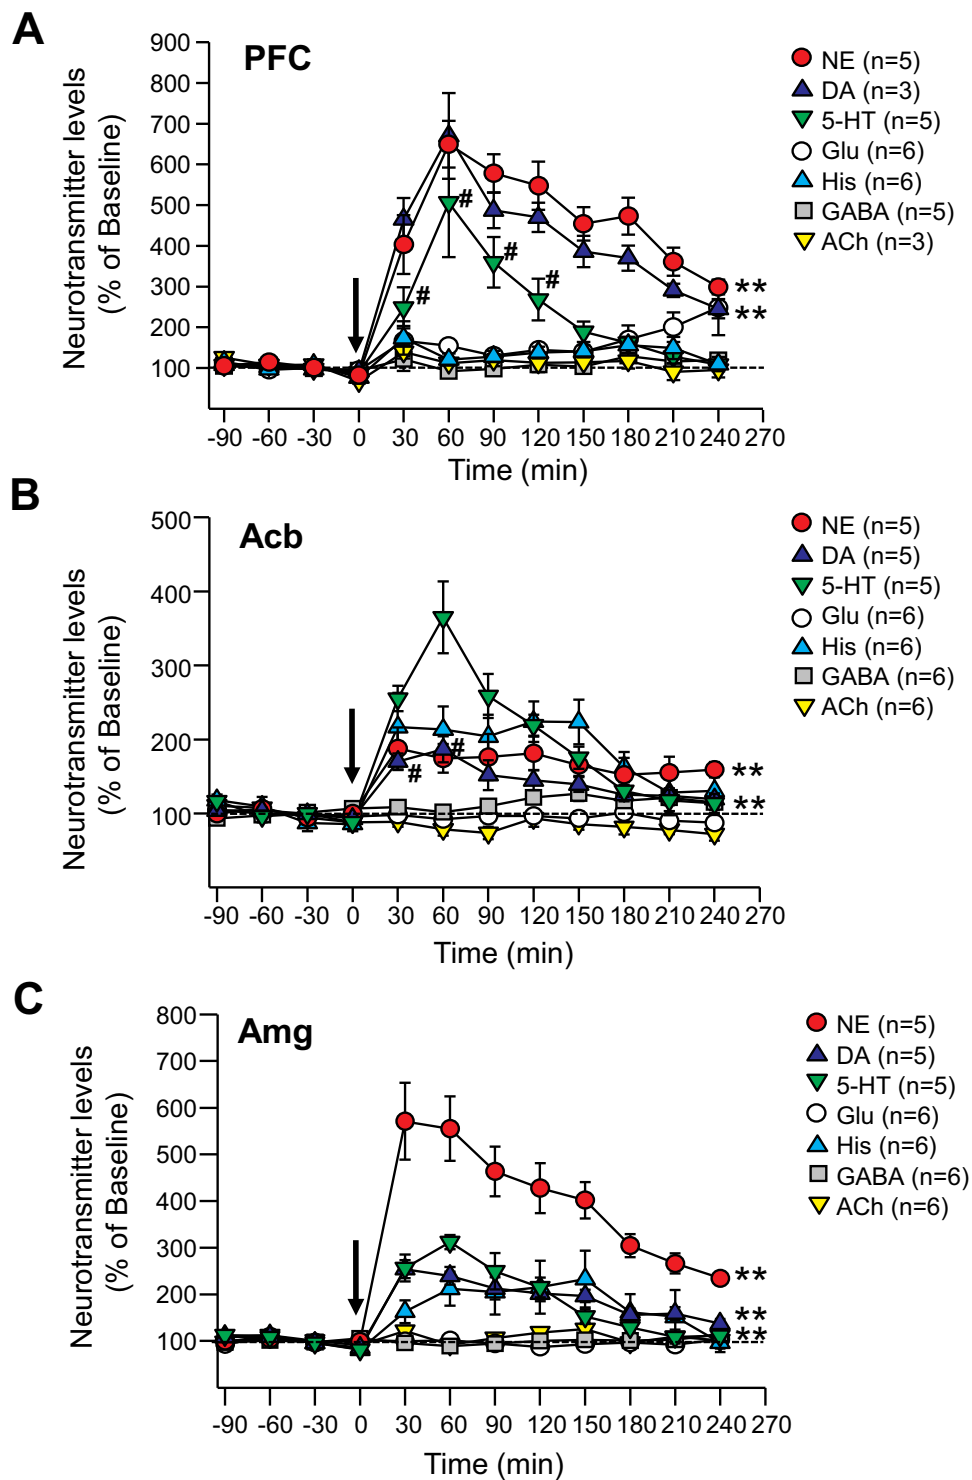 A
PFC
Neurotransmitter levels
(% of Baseline)
900
800
700
600
500
400
300
200
100
NE (n=5)
DA (n=3)
5-HT (n=5)
Glu (n=6)
His (n=6)
GABA (n=5)
ACh (n=3)
# # # #
**
**
-90 -60 -30 0 30 60 90 120 150 180 210 240 270
Time (min)
B
Acb
Neurotransmitter levels
(% of Baseline)
500
400
300
200
100
NE (n=5)
DA (n=5)
5-HT (n=5)
Glu (n=6)
His (n=6)
GABA (n=6)
ACh (n=6)
# #
**
**
-90 -60 -30 0 30 60 90 120 150 180 210 240 270
Time (min)
C
Amg
Neurotransmitter levels
(% of Baseline)
800
700
600
500
400
300
200
100
NE (n=5)
DA (n=5)
5-HT (n=5)
Glu (n=6)
His (n=6)
GABA (n=6)
ACh (n=6)
**
**
**
-90 -60 -30 0 30 60 90 120 150 180 210 240 270
Time (min)